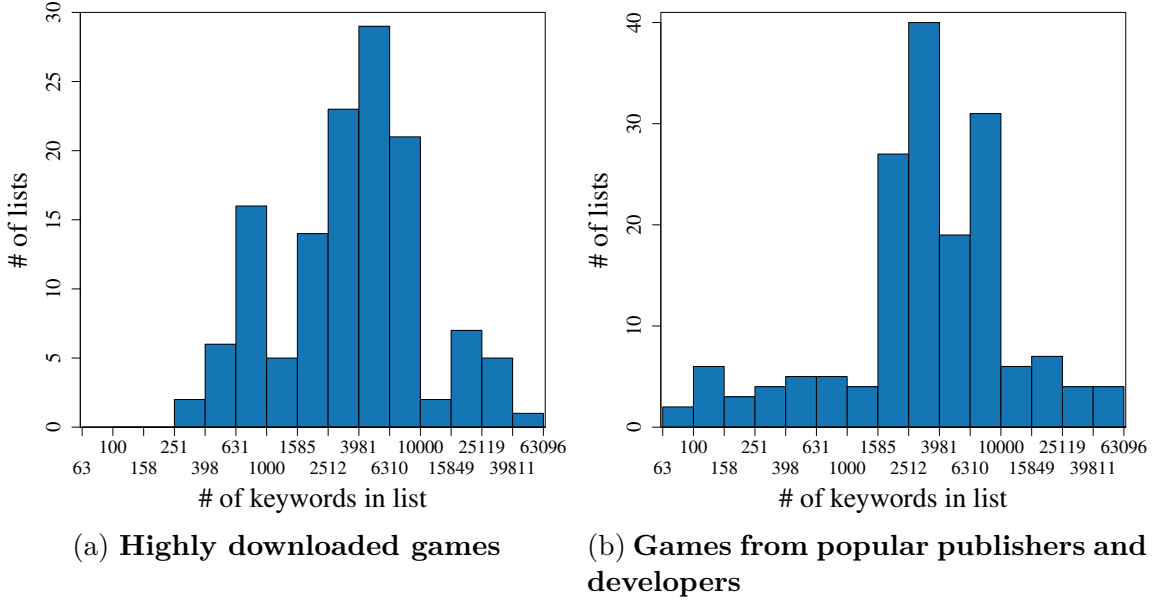 30
25
20
15
10
5
0
# of lists
100 251 631 1585 3981 10000 25119 63096
63 158 398 1000 2512 6310 15849 39811
# of keywords in list
(a) Highly downloaded games
40
30
20
10
0
# of lists
100 251 631 1585 3981 10000 25119 63096
63 158 398 1000 2512 6310 15849 39811
# of keywords in list
(b) Games from popular publishers and
developers